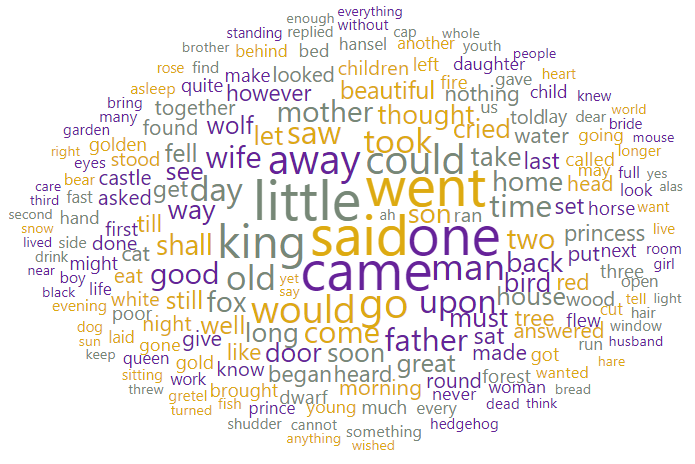 everything
enough
standing replied without people
brother hansel cap whole
behind bed another youth
rose find looked children left daughter heart
asleep quite make beautiful fire gave child knew
bring together however mother nothing us world
many found wolf let saw thought cried told lay dear bride
garden golden fell wife away took could water going mouse
right eyes stood see take last called longer
care bear castle get day little went home head may full yes
third fast asked way ah son ran time set horse look alas
second hand first till king said one two princess want
snow side done shall came man back put next live
lived drink cat good old bird red three room
near might eat fox would go upon house wood open girl
boy life white still yet say must tree flew cut tell light
black poor night well come father answered hair
evening dog laid give long door soon sat run window
sun gone like great made got husband
keep queen gold know began heard round forest wanted hare
sitting work brought morning never woman bread
threw gretel dwarf young much every dead think
turned fish prince something hedgehog
shudder cannot
anything wished